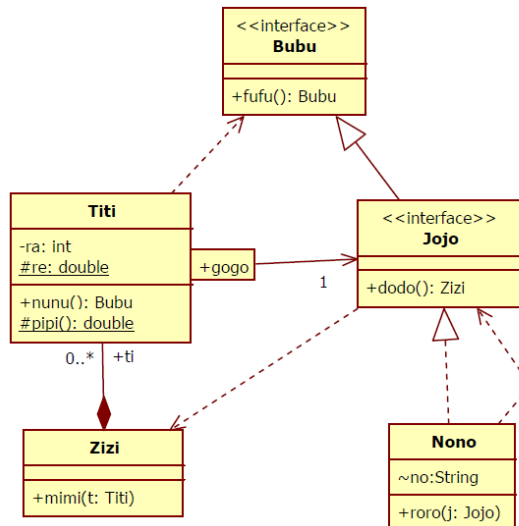 <<interface>>
Bubu
+fufu(): Bubu
Titi
-ra: int
#re: double
+nunu(): Bubu
#pipi(): double
+gogo
1
<<interface>>
Jojo
+dodo(): Zizi
0..*
+ti
Zizi
+mimi(t: Titi)
Nono
~no:String
+roro(j: Jojo)